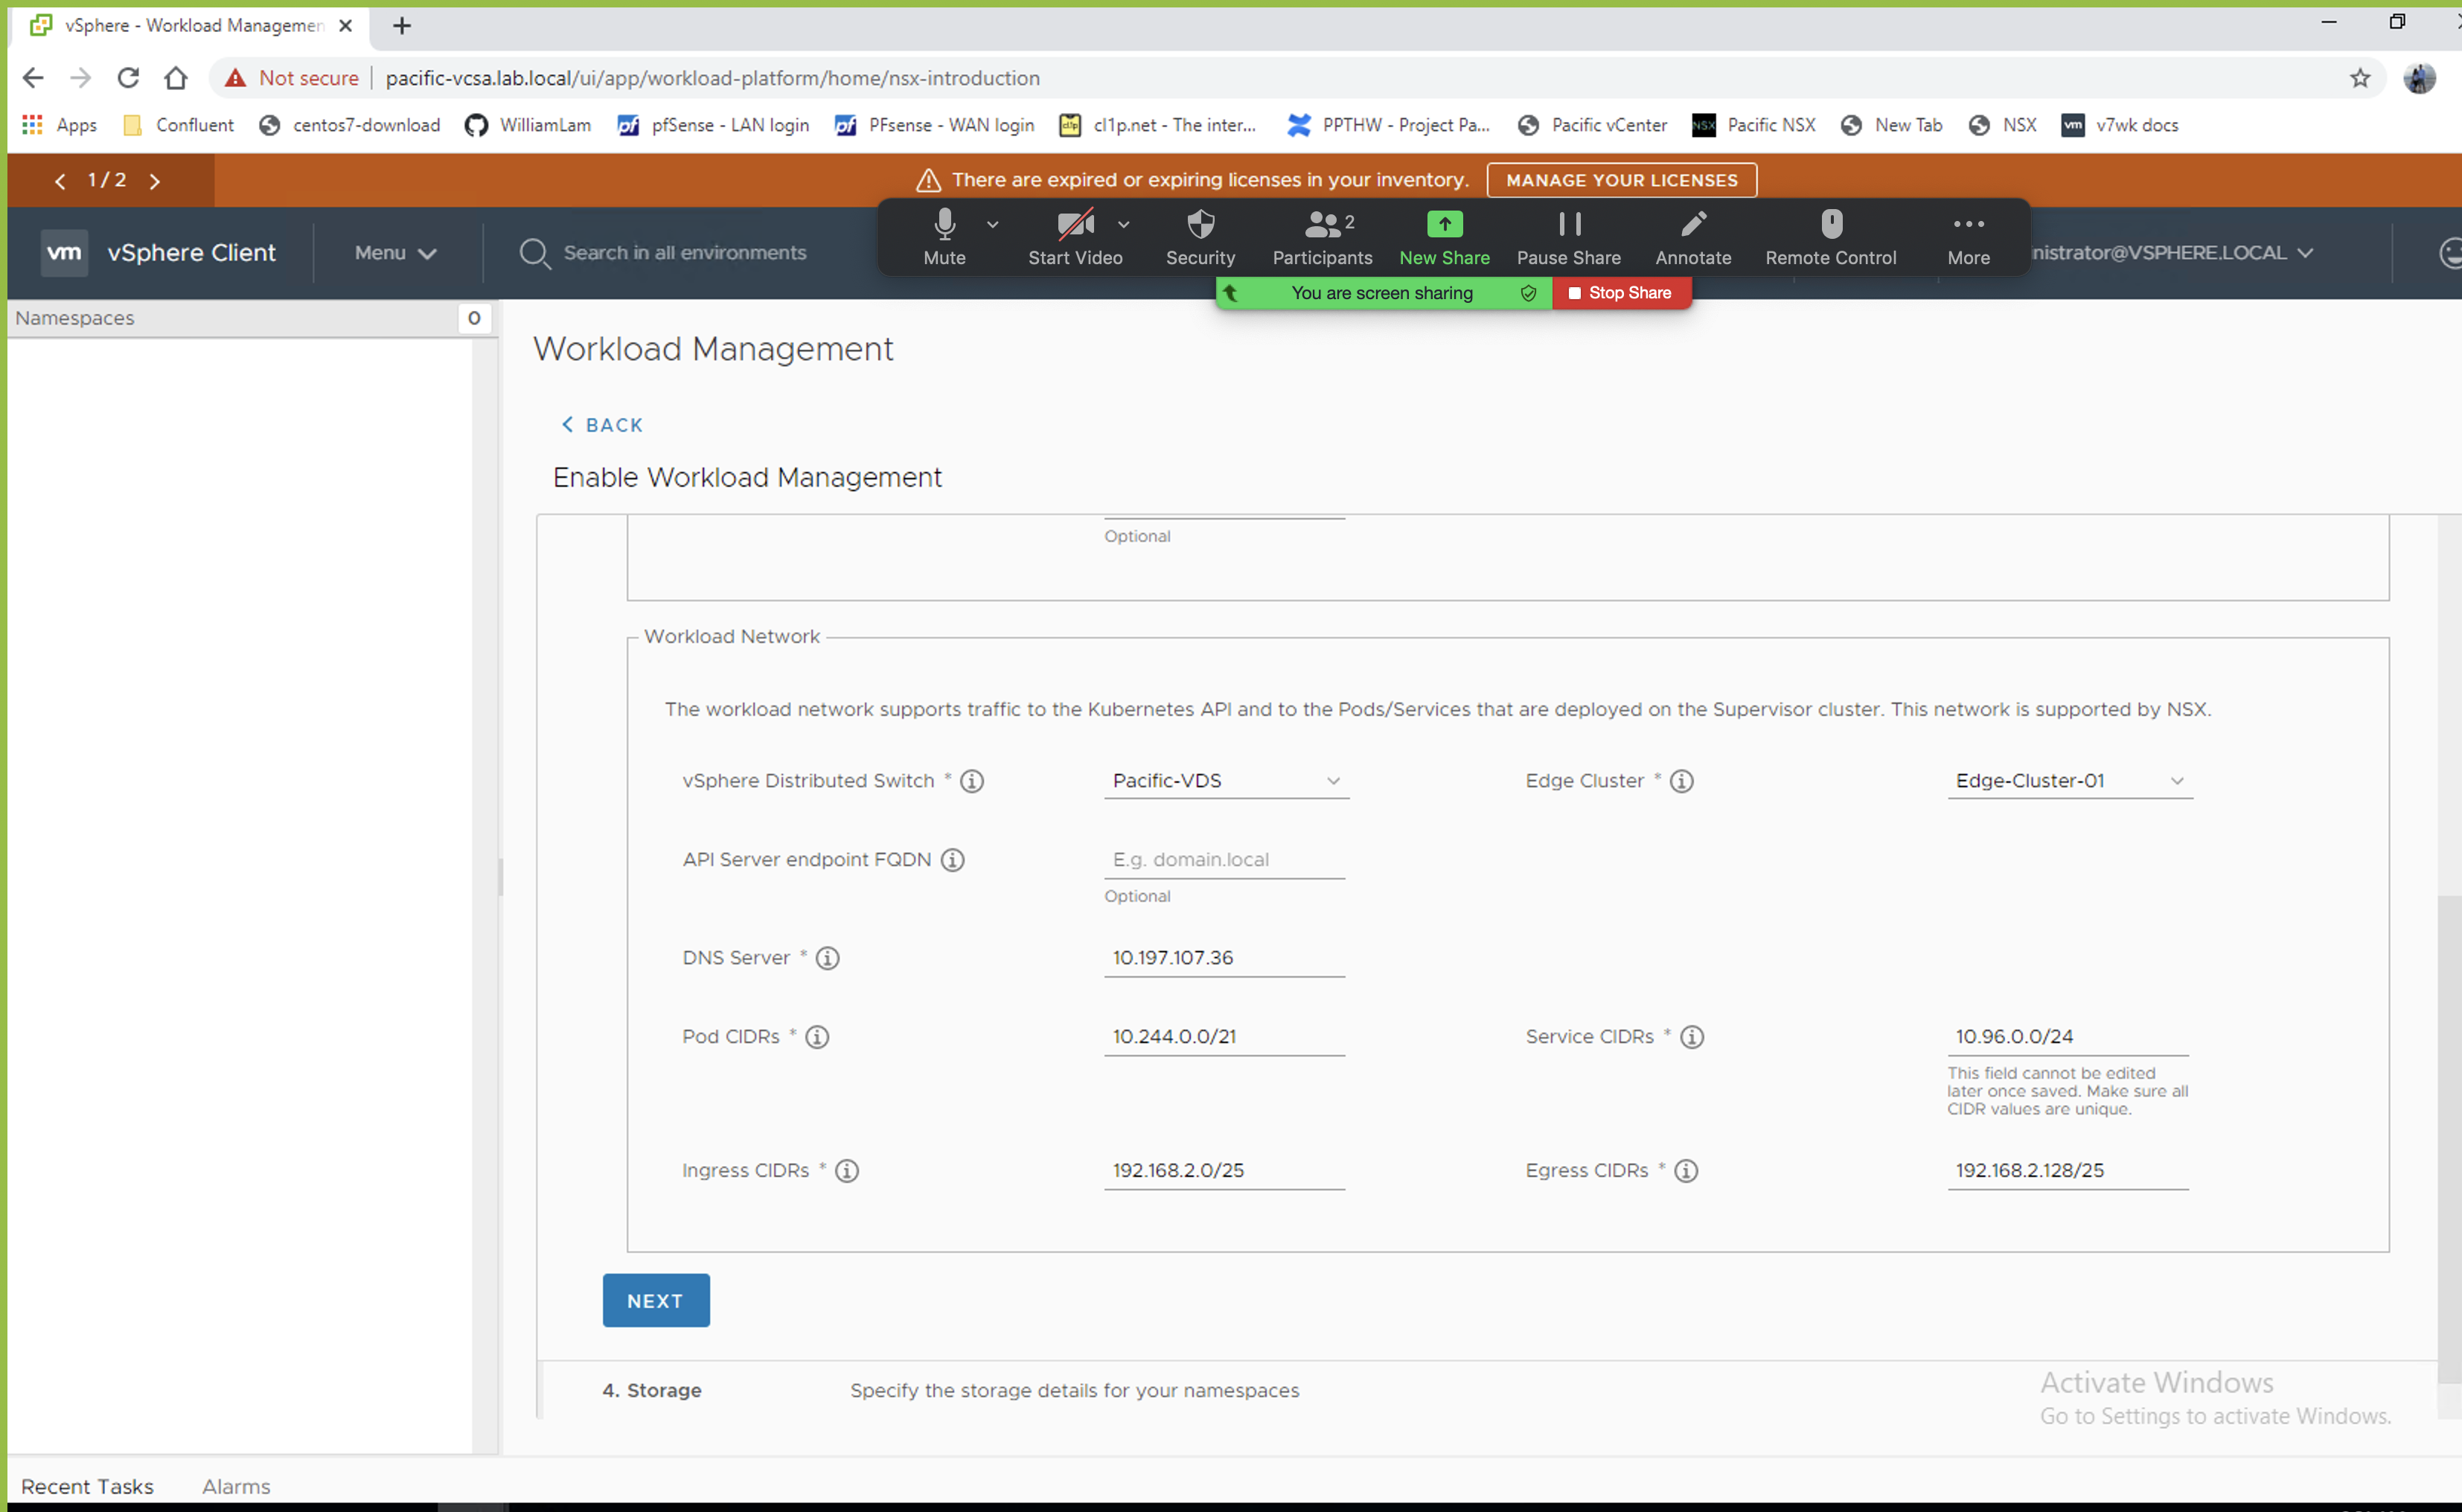 vSphere - Workload Managemen
Not secure pacific-vcsa.lab.local/ui/app/workload-platform/home/nsx-introduction
Apps Confluent centos7-download WilliamLam pfSense - LAN login PFsense - WAN login cl1p.net - The inter... PPTHW - Project Pa... Pacific vCenter Pacific NSX New Tab NSX vm v7wk docs
1 / 2 There are expired or expiring licenses in your inventory. MANAGE YOUR LICENSES
vm vSphere Client Menu Search in all environments
nistrator@VSPHERE.LOCAL
2
Mute Start Video Security Participants New Share Pause Share Annotate Remote Control More
You are screen sharing Stop Share
Namespaces 0
Workload Management
BACK
Enable Workload Management
Optional
Workload Network
The workload network supports traffic to the Kubernetes API and to the Pods/Services that are deployed on the Supervisor cluster. This network is supported by NSX.
vSphere Distributed Switch * Pacific-VDS Edge Cluster * Edge-Cluster-01
API Server endpoint FQDN E.g. domain.local
Optional
DNS Server * 10.197.107.36
Pod CIDRs * 10.244.0.0/21 Service CIDRs * 10.96.0.0/24
This field cannot be edited
later once saved. Make sure all
CIDR values are unique.
Ingress CIDRs * 192.168.2.0/25 Egress CIDRs * 192.168.2.128/25
NEXT
4. Storage Specify the storage details for your namespaces
Activate Windows
Go to Settings to activate Windows.
Recent Tasks Alarms